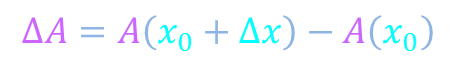 ΔA = A(x₀ + Δx) − A(x₀)